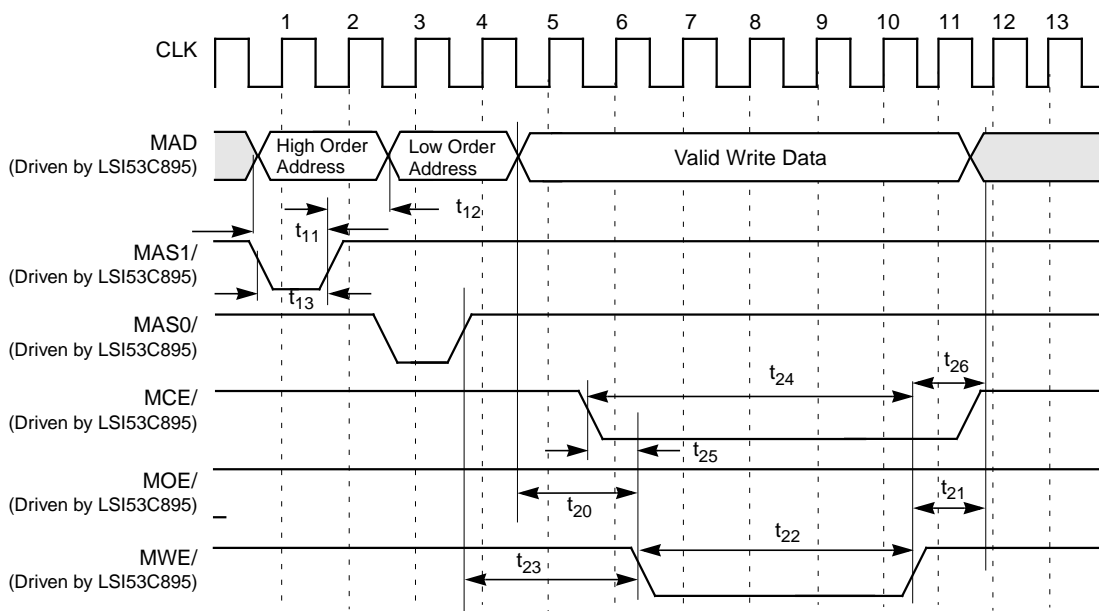 1 2 3 4 5 6 7 8 9 10 11 12 13
CLK
MAD
(Driven by LSI53C895)
High Order
Address
Low Order
Address
Valid Write Data
t12
t11
MAS1/
(Driven by LSI53C895)
t13
MAS0/
(Driven by LSI53C895)
t24
t26
MCE/
(Driven by LSI53C895)
t25
MOE/
(Driven by LSI53C895)
t20
t21
t22
MWE/
(Driven by LSI53C895)
t23